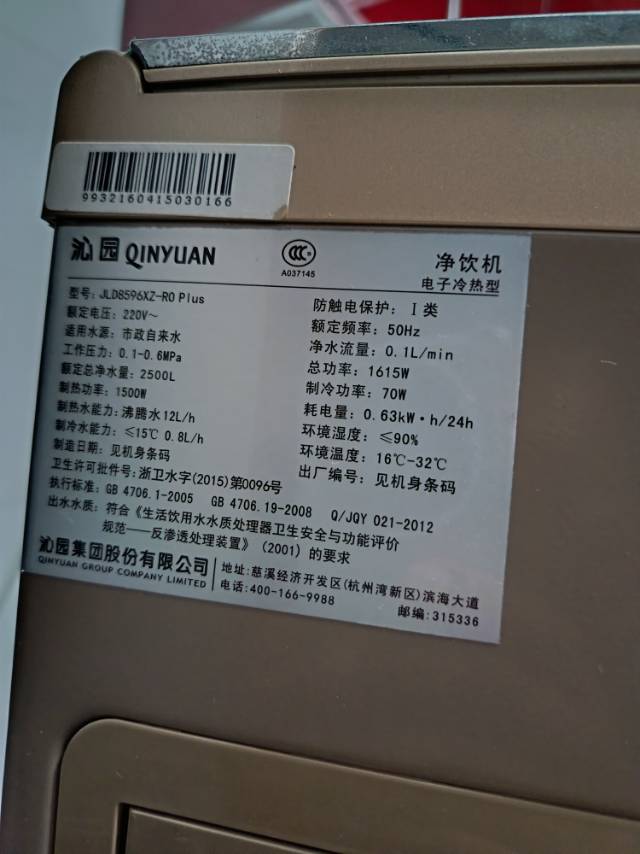 9932160415030166
沁园 QINYUAN
CCC
A037145
净饮机
电子冷热型
型号: JLD8596XZ-RO Plus
额定电压: 220V~
适用水源: 市政自来水
工作压力: 0.1-0.6MPa
额定总净水量: 2500L
制热功率: 1500W
制热水能力: 沸腾水12L/h
制冷水能力: ≤15℃ 0.8L/h
制造日期: 见机身条码
防触电保护: I类
额定频率: 50Hz
净水流量: 0.1L/min
总功率: 1615W
制冷功率: 70W
耗电量: 0.63kW·h/24h
环境湿度: ≤90%
环境温度: 16℃-32℃
出厂编号: 见机身条码
卫生许可批件号: 浙卫水字(2015)第0096号
执行标准: GB 4706.1-2005 GB 4706.19-2008 Q/JQY 021-2012
出水水质: 符合《生活饮用水水质处理器卫生安全与功能评价
规范——反渗透处理装置》(2001)的要求
沁园集团股份有限公司
QINYUAN GROUP COMPANY LIMITED
地址: 慈溪经济开发区(杭州湾新区)滨海大道
电话: 400-166-9988
邮编: 315336